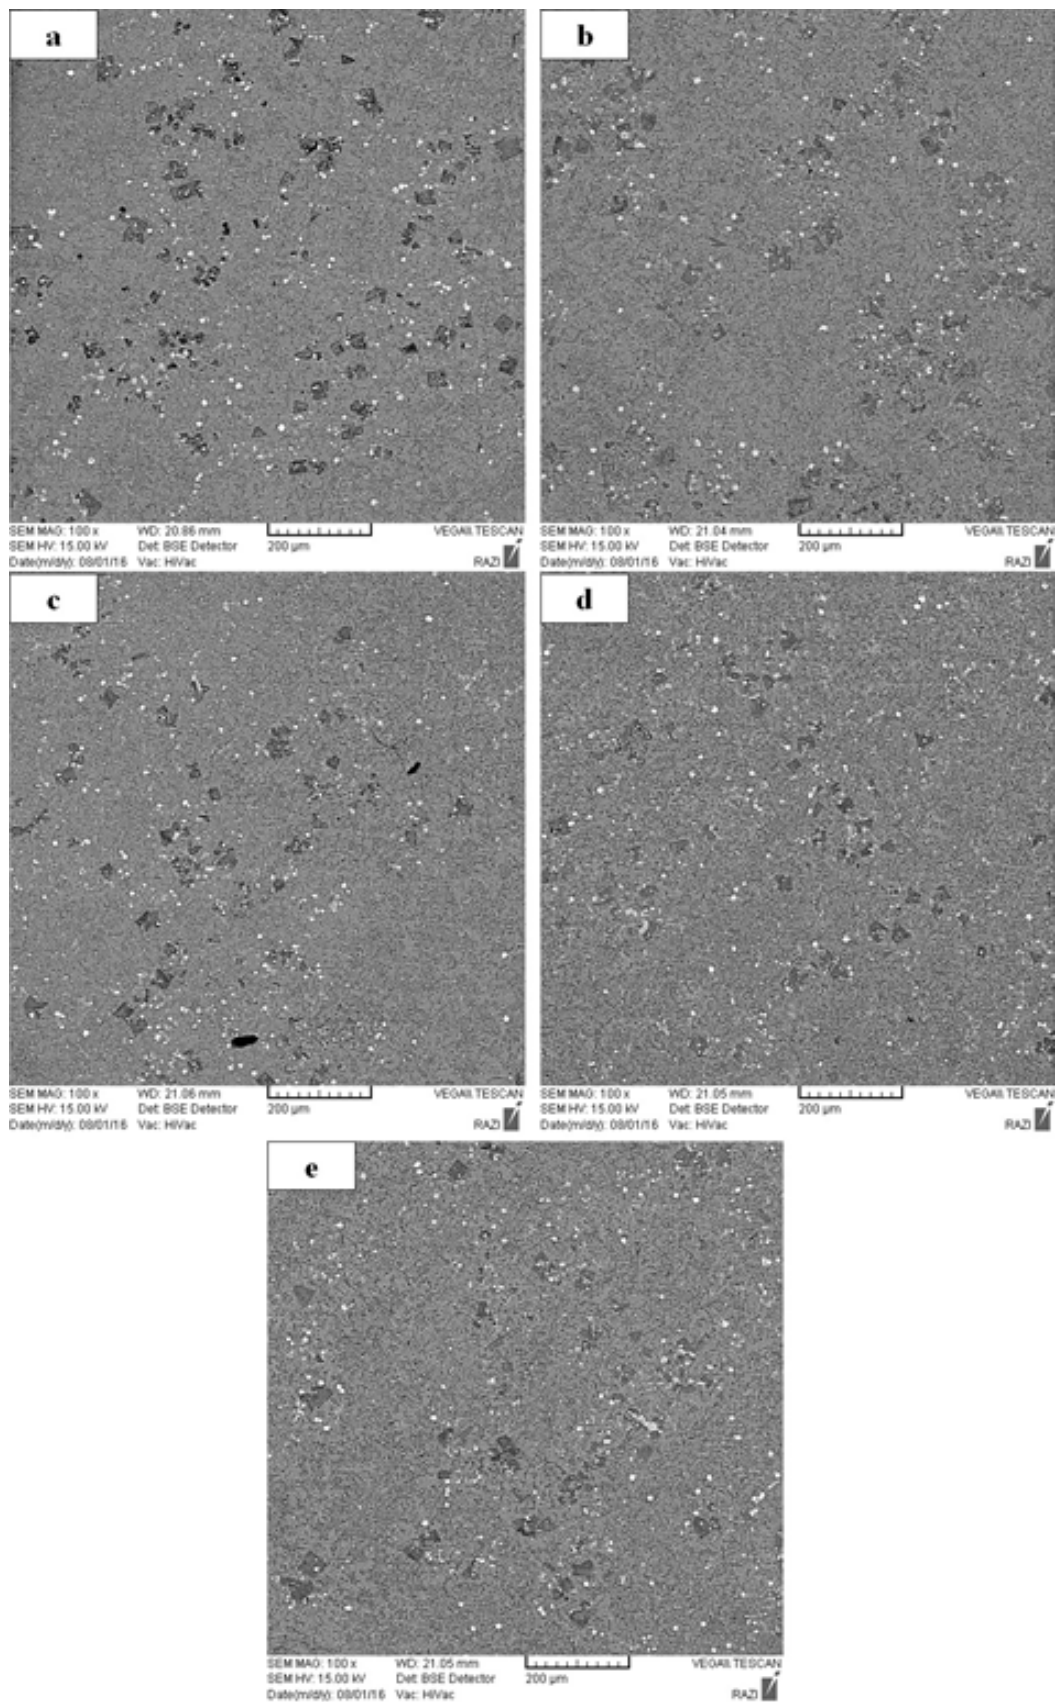 a
SEM MAG: 100 x WD: 20.86 mm VEGA\\ TESCAN
SEM HV: 15.00 kV Det: BSE Detector 200 µm
Date(m/d/y): 08/01/16 Vac: HiVac RAZI
b
SEM MAG: 100 x WD: 21.04 mm VEGA\\ TESCAN
SEM HV: 15.00 kV Det: BSE Detector 200 µm
Date(m/d/y): 08/01/16 Vac: HiVac RAZI
c
SEM MAG: 100 x WD: 21.06 mm VEGA\\ TESCAN
SEM HV: 15.00 kV Det: BSE Detector 200 µm
Date(m/d/y): 08/01/16 Vac: HiVac RAZI
d
SEM MAG: 100 x WD: 21.05 mm VEGA\\ TESCAN
SEM HV: 15.00 kV Det: BSE Detector 200 µm
Date(m/d/y): 08/01/16 Vac: HiVac RAZI
e
SEM MAG: 100 x WD: 21.05 mm VEGA\\ TESCAN
SEM HV: 15.00 kV Det: BSE Detector 200 µm
Date(m/d/y): 08/01/16 Vac: HiVac RAZI